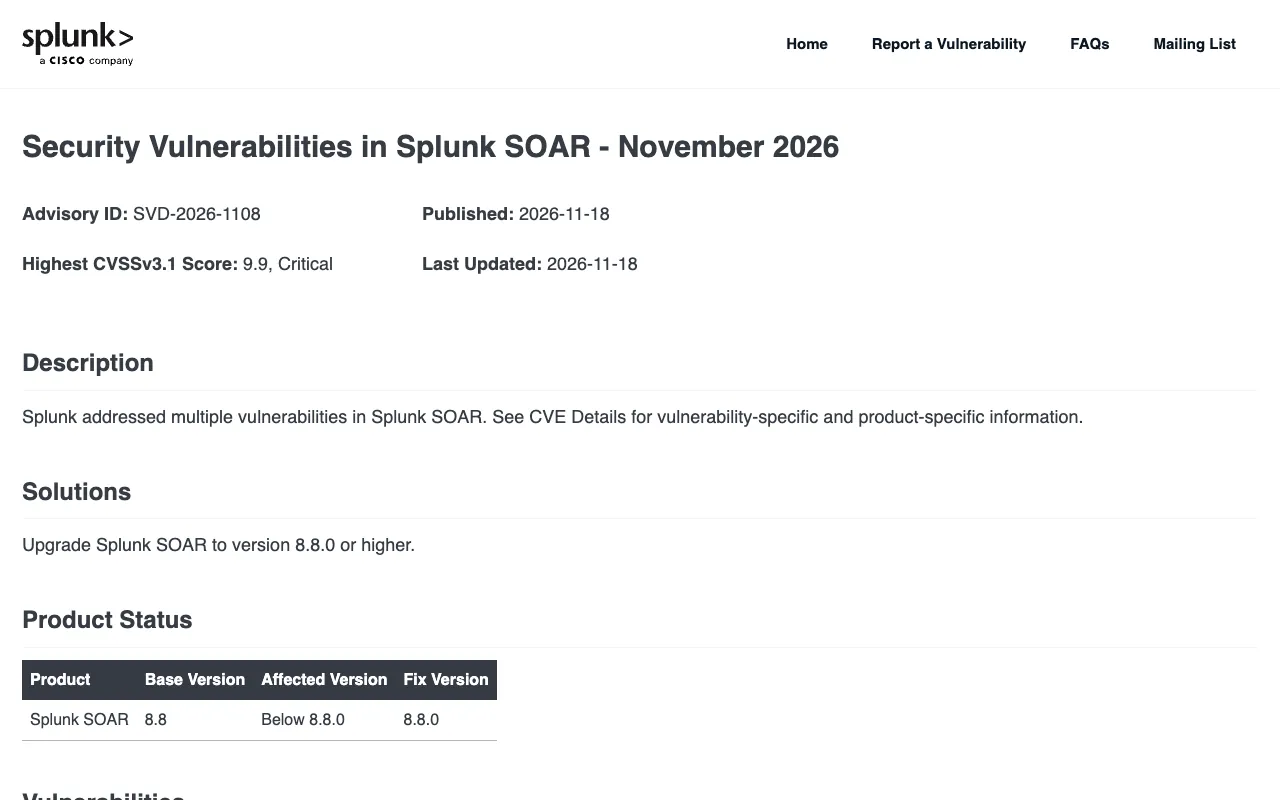 splunk>
a CISCO company
Home
Report a Vulnerability
FAQs
Mailing List
Security Vulnerabilities in Splunk SOAR - November 2026
Advisory ID: SVD-2026-1108
Published: 2026-11-18
Highest CVSSv3.1 Score: 9.9, Critical
Last Updated: 2026-11-18
Description
Splunk addressed multiple vulnerabilities in Splunk SOAR. See CVE Details for vulnerability-specific and product-specific information.
Solutions
Upgrade Splunk SOAR to version 8.8.0 or higher.
Product Status
Product Base Version Affected Version Fix Version
Splunk SOAR 8.8 Below 8.8.0 8.8.0
Vulnerabilities